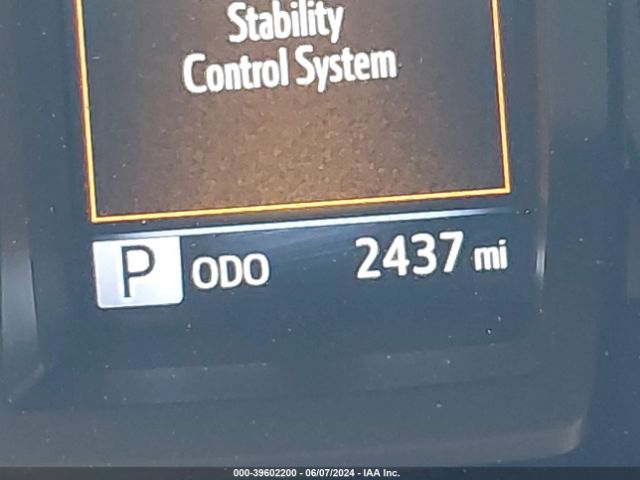 Stability
Control System
P ODO 2437 mi
000-39602200 - 06/07/2024 - IAA Inc.